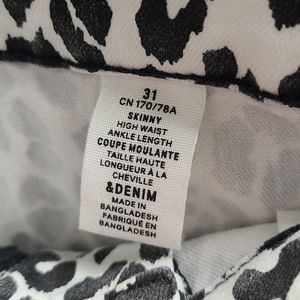 31
CN 170/78A
SKINNY
HIGH WAIST
ANKLE LENGTH
COUPE MOULANTE
TAILLE HAUTE
LONGUEUR À LA
CHEVILLE
&DENIM
MADE IN
BANGLADESH
FABRIQUÉ EN
BANGLADESH